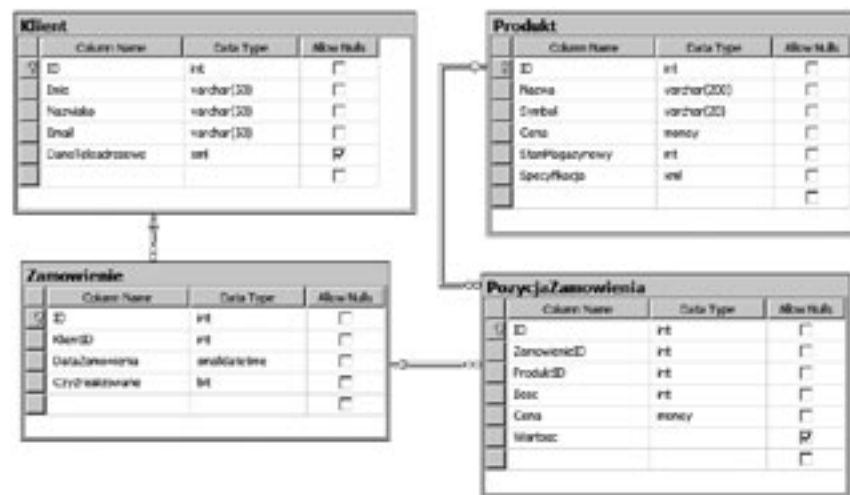 Klient
Column Name Data Type Allow Nulls
ID int
Imie varchar(50)
Nazwisko varchar(50)
Email varchar(50)
DaneTeleadresowe xml
Produkt
Column Name Data Type Allow Nulls
ID int
Nazwa varchar(200)
Symbol varchar(20)
Cena money
StanMagazynowy int
Specyfikacja xml
Zamowienie
Column Name Data Type Allow Nulls
ID int
KlientID int
DataZamowienia smalldatetime
CzyZrealizowane bit
PozycjaZamowienia
Column Name Data Type Allow Nulls
ID int
ZamowienieID int
ProduktID int
Ilosc int
Cena money
Wartosc